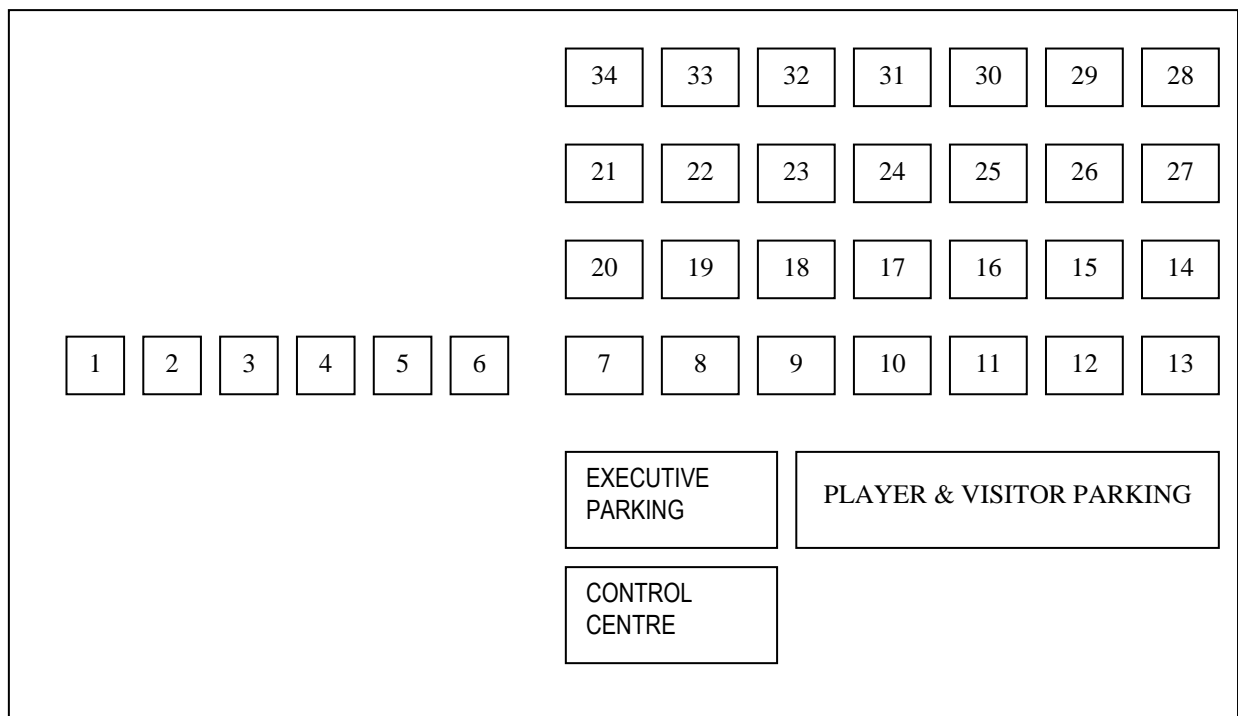 34 33 32 31 30 29 28
21 22 23 24 25 26 27
20 19 18 17 16 15 14
1 2 3 4 5 6 7 8 9 10 11 12 13
EXECUTIVE
PARKING
PLAYER & VISITOR PARKING
CONTROL
CENTRE